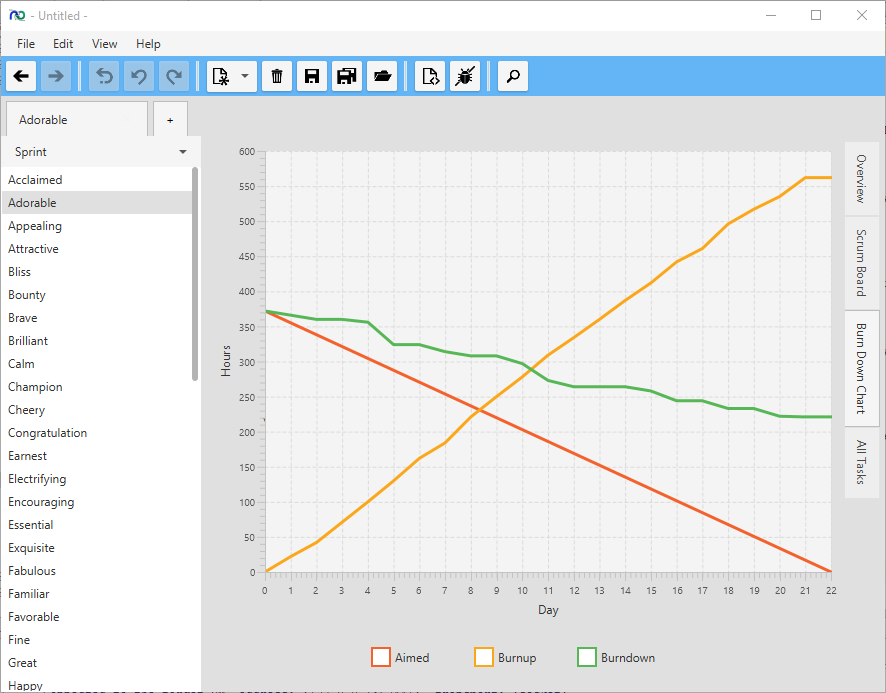 - Untitled -
File Edit View Help
Adorable +
Sprint
Acclaimed
Adorable
Appealing
Attractive
Bliss
Bounty
Brave
Brilliant
Calm
Champion
Cheery
Congratulation
Earnest
Electrifying
Encouraging
Essential
Exquisite
Fabulous
Familiar
Favorable
Fine
Great
Happy
600
550
500
450
400
350
300
250
200
150
100
50
0
Hours
0 1 2 3 4 5 6 7 8 9 10 11 12 13 14 15 16 17 18 19 20 21 22
Day
Aimed Burnup Burndown
Overview
Scrum Board
Burn Down Chart
All Tasks